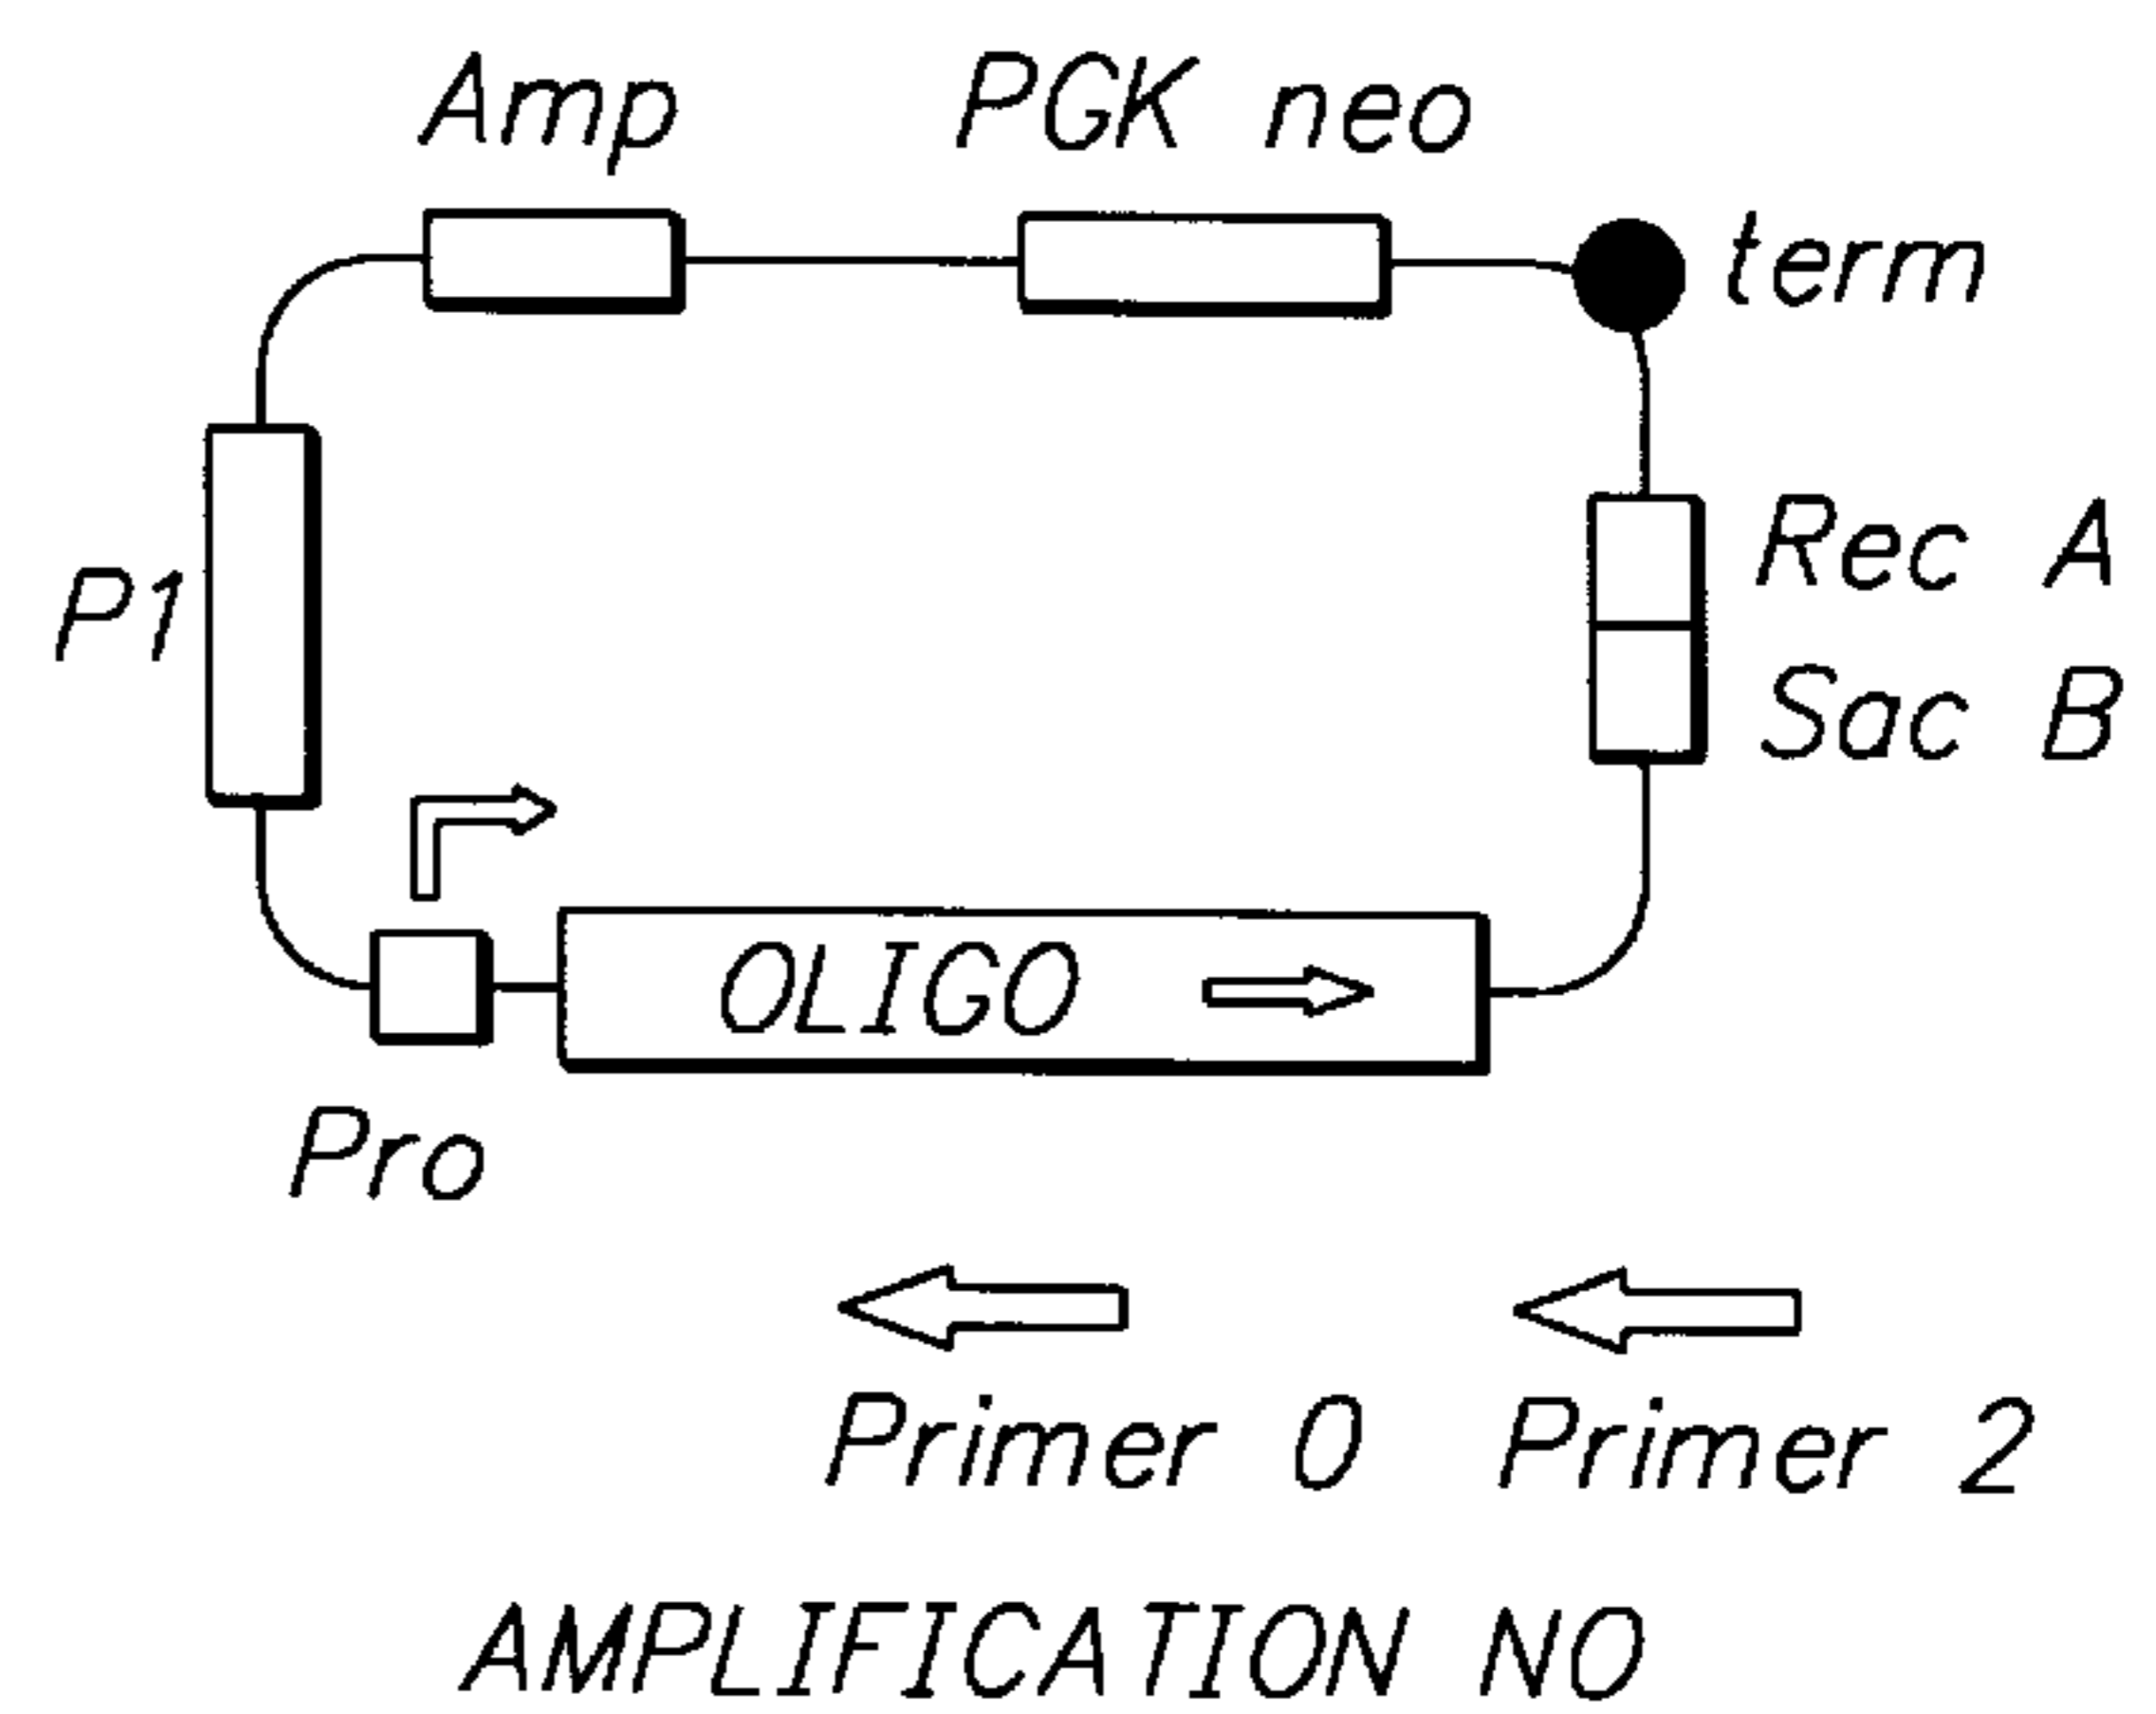 Amp
PGK neo
term
Rec A
Sac B
P1
OLIGO
Pro
Primer 0
Primer 2
AMPLIFICATION NO